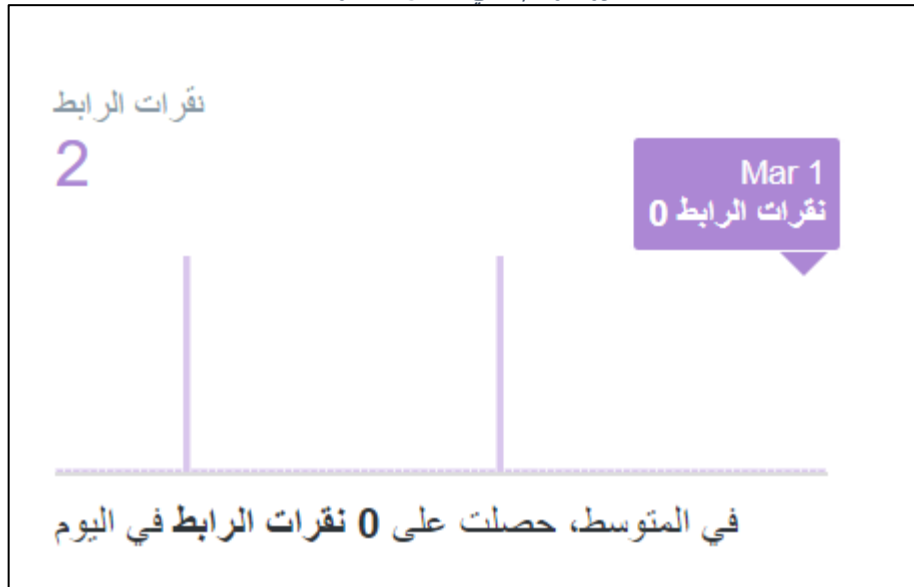 نقرات الرابط
2
Mar 1
نقرات الرابط 0
في المتوسط، حصلت على 0 نقرات الرابط في اليوم